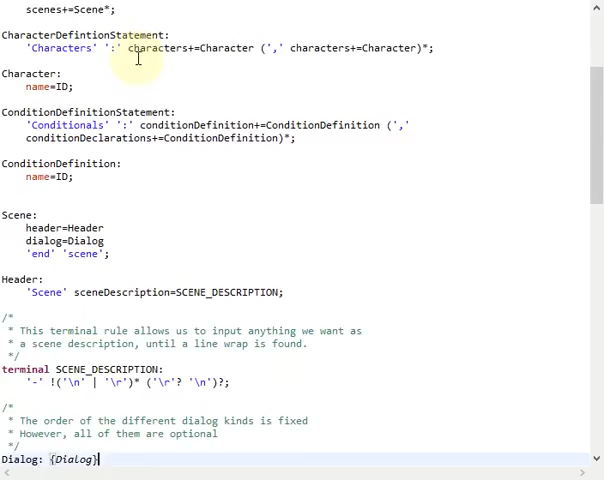 scenes+=Scene*;
CharacterDefintionStatement:
'Characters' ':' characters+=Character (',' characters+=Character)*;
Character:
name=ID;
ConditionDefinitionStatement:
'Conditionals' ':' conditionDefinition+=ConditionDefinition (','
conditionDeclarations+=ConditionDefinition)*;
ConditionDefinition:
name=ID;
Scene:
header=Header
dialog=Dialog
'end' 'scene';
Header:
'Scene' sceneDescription=SCENE_DESCRIPTION;
/*
* This terminal rule allows us to input anything we want as
* a scene description, until a line wrap is found.
*/
terminal SCENE_DESCRIPTION:
'-' !('\n' | '\r')* ('\r'? '\n')?;
/*
* The order of the different dialog kinds is fixed
* However, all of them are optional
*/
Dialog: {Dialog}